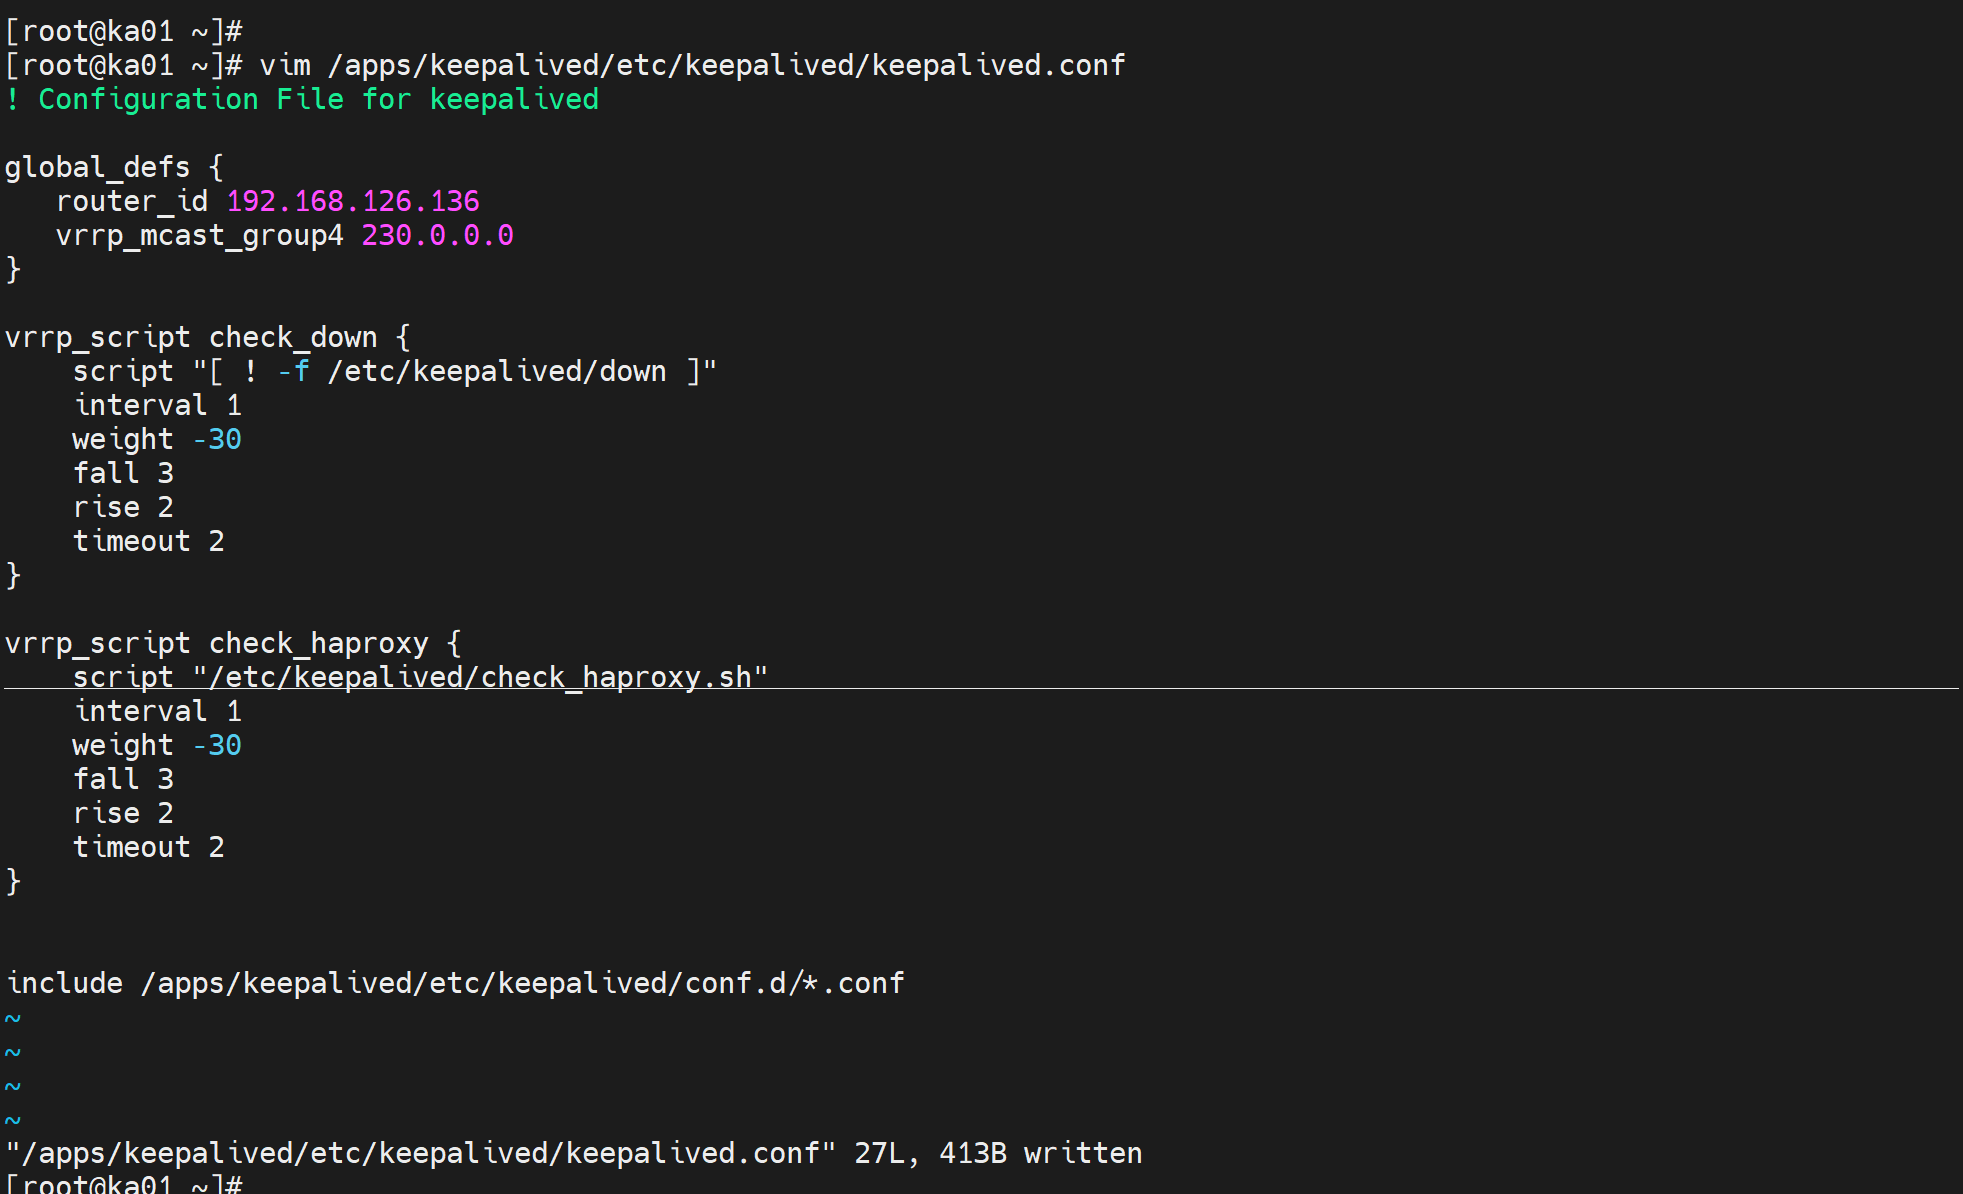 [root@ka01 ~]#
[root@ka01 ~]# vim /apps/keepalived/etc/keepalived/keepalived.conf
! Configuration File for keepalived

global_defs {
   router_id 192.168.126.136
   vrrp_mcast_group4 230.0.0.0
}

vrrp_script check_down {
    script "[ ! -f /etc/keepalived/down ]"
    interval 1
    weight -30
    fall 3
    rise 2
    timeout 2
}

vrrp_script check_haproxy {
    script "/etc/keepalived/check_haproxy.sh"
    interval 1
    weight -30
    fall 3
    rise 2
    timeout 2
}


include /apps/keepalived/etc/keepalived/conf.d/*.conf
~
~
~
~
"/apps/keepalived/etc/keepalived/keepalived.conf" 27L, 413B written
[root@ka01 ~]#